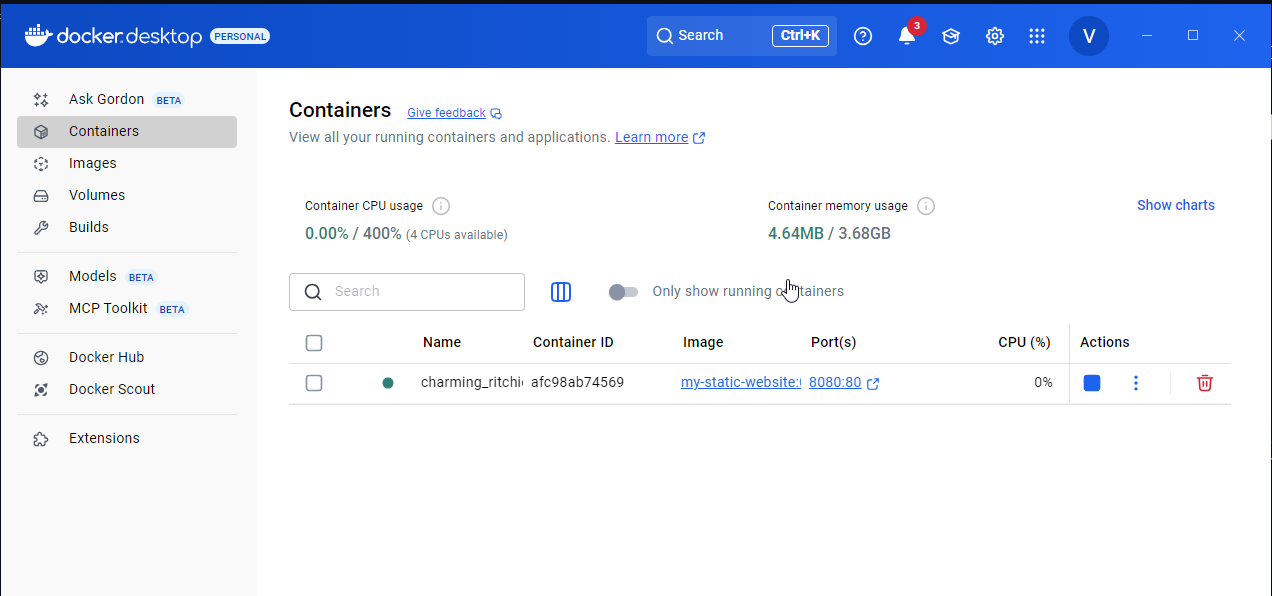 docker.desktop PERSONAL Search Ctrl+K 3 V
Ask Gordon BETA
Containers
Images
Volumes
Builds
Models BETA
MCP Toolkit BETA
Docker Hub
Docker Scout
Extensions
Containers Give feedback
View all your running containers and applications. Learn more
Container CPU usage
0.00% / 400% (4 CPUs available)
Container memory usage
4.64MB / 3.68GB
Show charts
Search
Only show running containers
Name Container ID Image Port(s) CPU (%) Actions
charming_ritchi afc98ab74569 my-static-website: 8080:80 0%